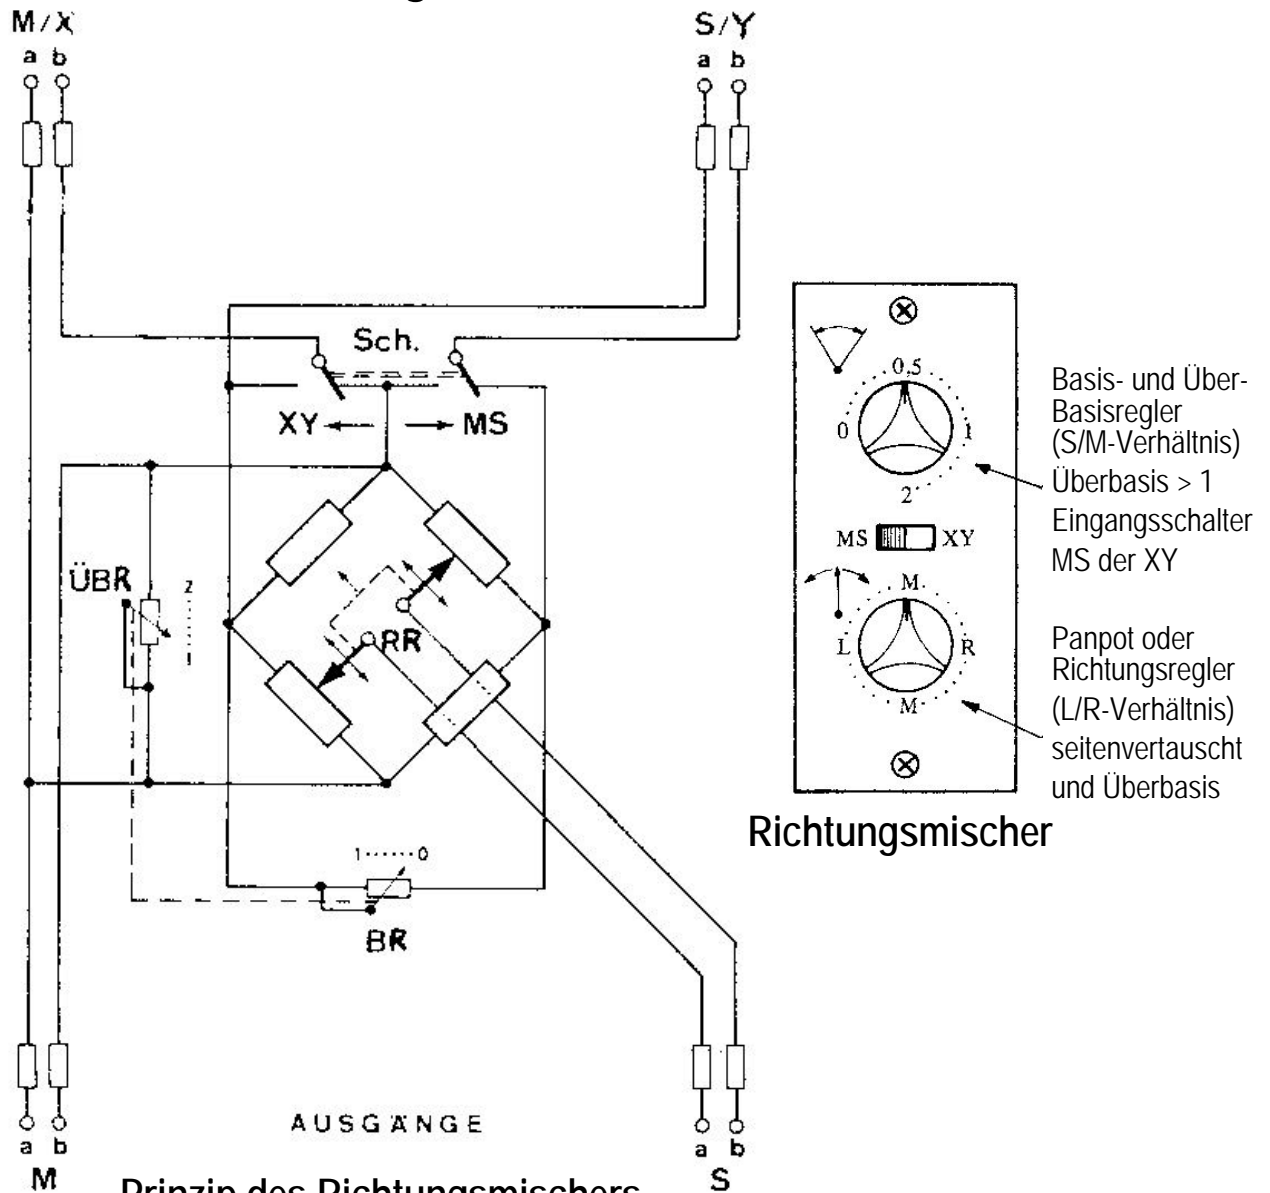 M/X
S/Y
a b
a b
Sch.
XY
MS
ÜBR
2
1
RR
1 0
BR
AUSGÄNGE
a b
M
a b
S
Prinzip des Richtungsmischers
0,5
0
1
2
MS
XY
M
L
R
M
Basis- und Über-
Basisregler
(S/M-Verhältnis)
Überbasis > 1
Eingangsschalter
MS der XY
Panpot oder
Richtungsregler
(L/R-Verhältnis)
seitenvertauscht
und Überbasis
Richtungsmischer